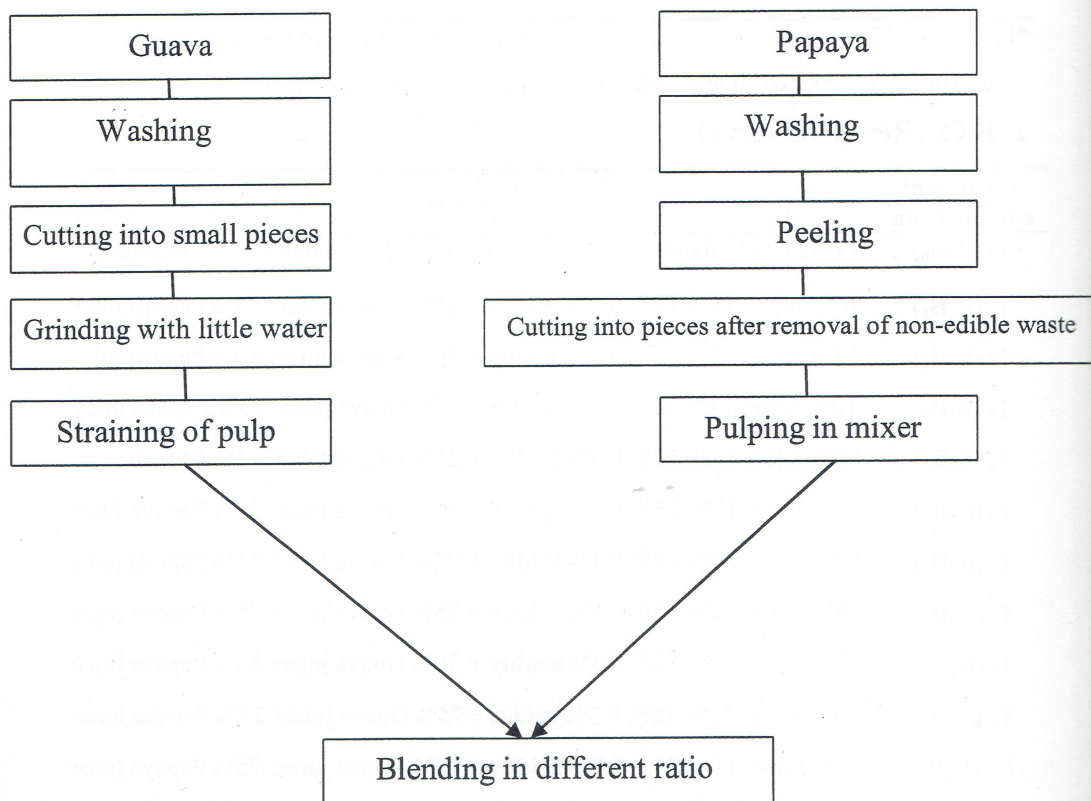 Guava
Washing
Cutting into small pieces
Grinding with little water
Straining of pulp
Papaya
Washing
Peeling
Cutting into pieces after removal of non-edible waste
Pulping in mixer
Blending in different ratio